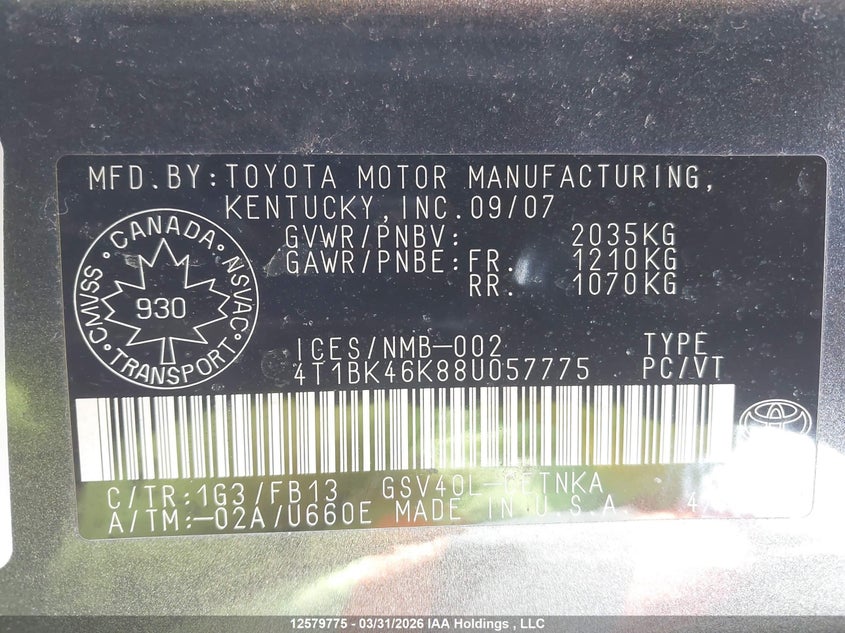 MFD.BY:TOYOTA MOTOR MANUFACTURING,
KENTUCKY,INC.09/07
GVWR/PNBV: 2035KG
GAWR/PNBE:FR. 1210KG
RR. 1070KG
CANADA
CMVSS NSVAC
930
TRANSPORT
ICES/NMB-002 TYPE
4T1BK46K88U057775 PC/VT
C/TR:1G3/FB13 GSV40L-
A/TM:-02A/U660E MADE IN U.S.A.
12579775 - 03/31/2026 IAA Holdings , LLC